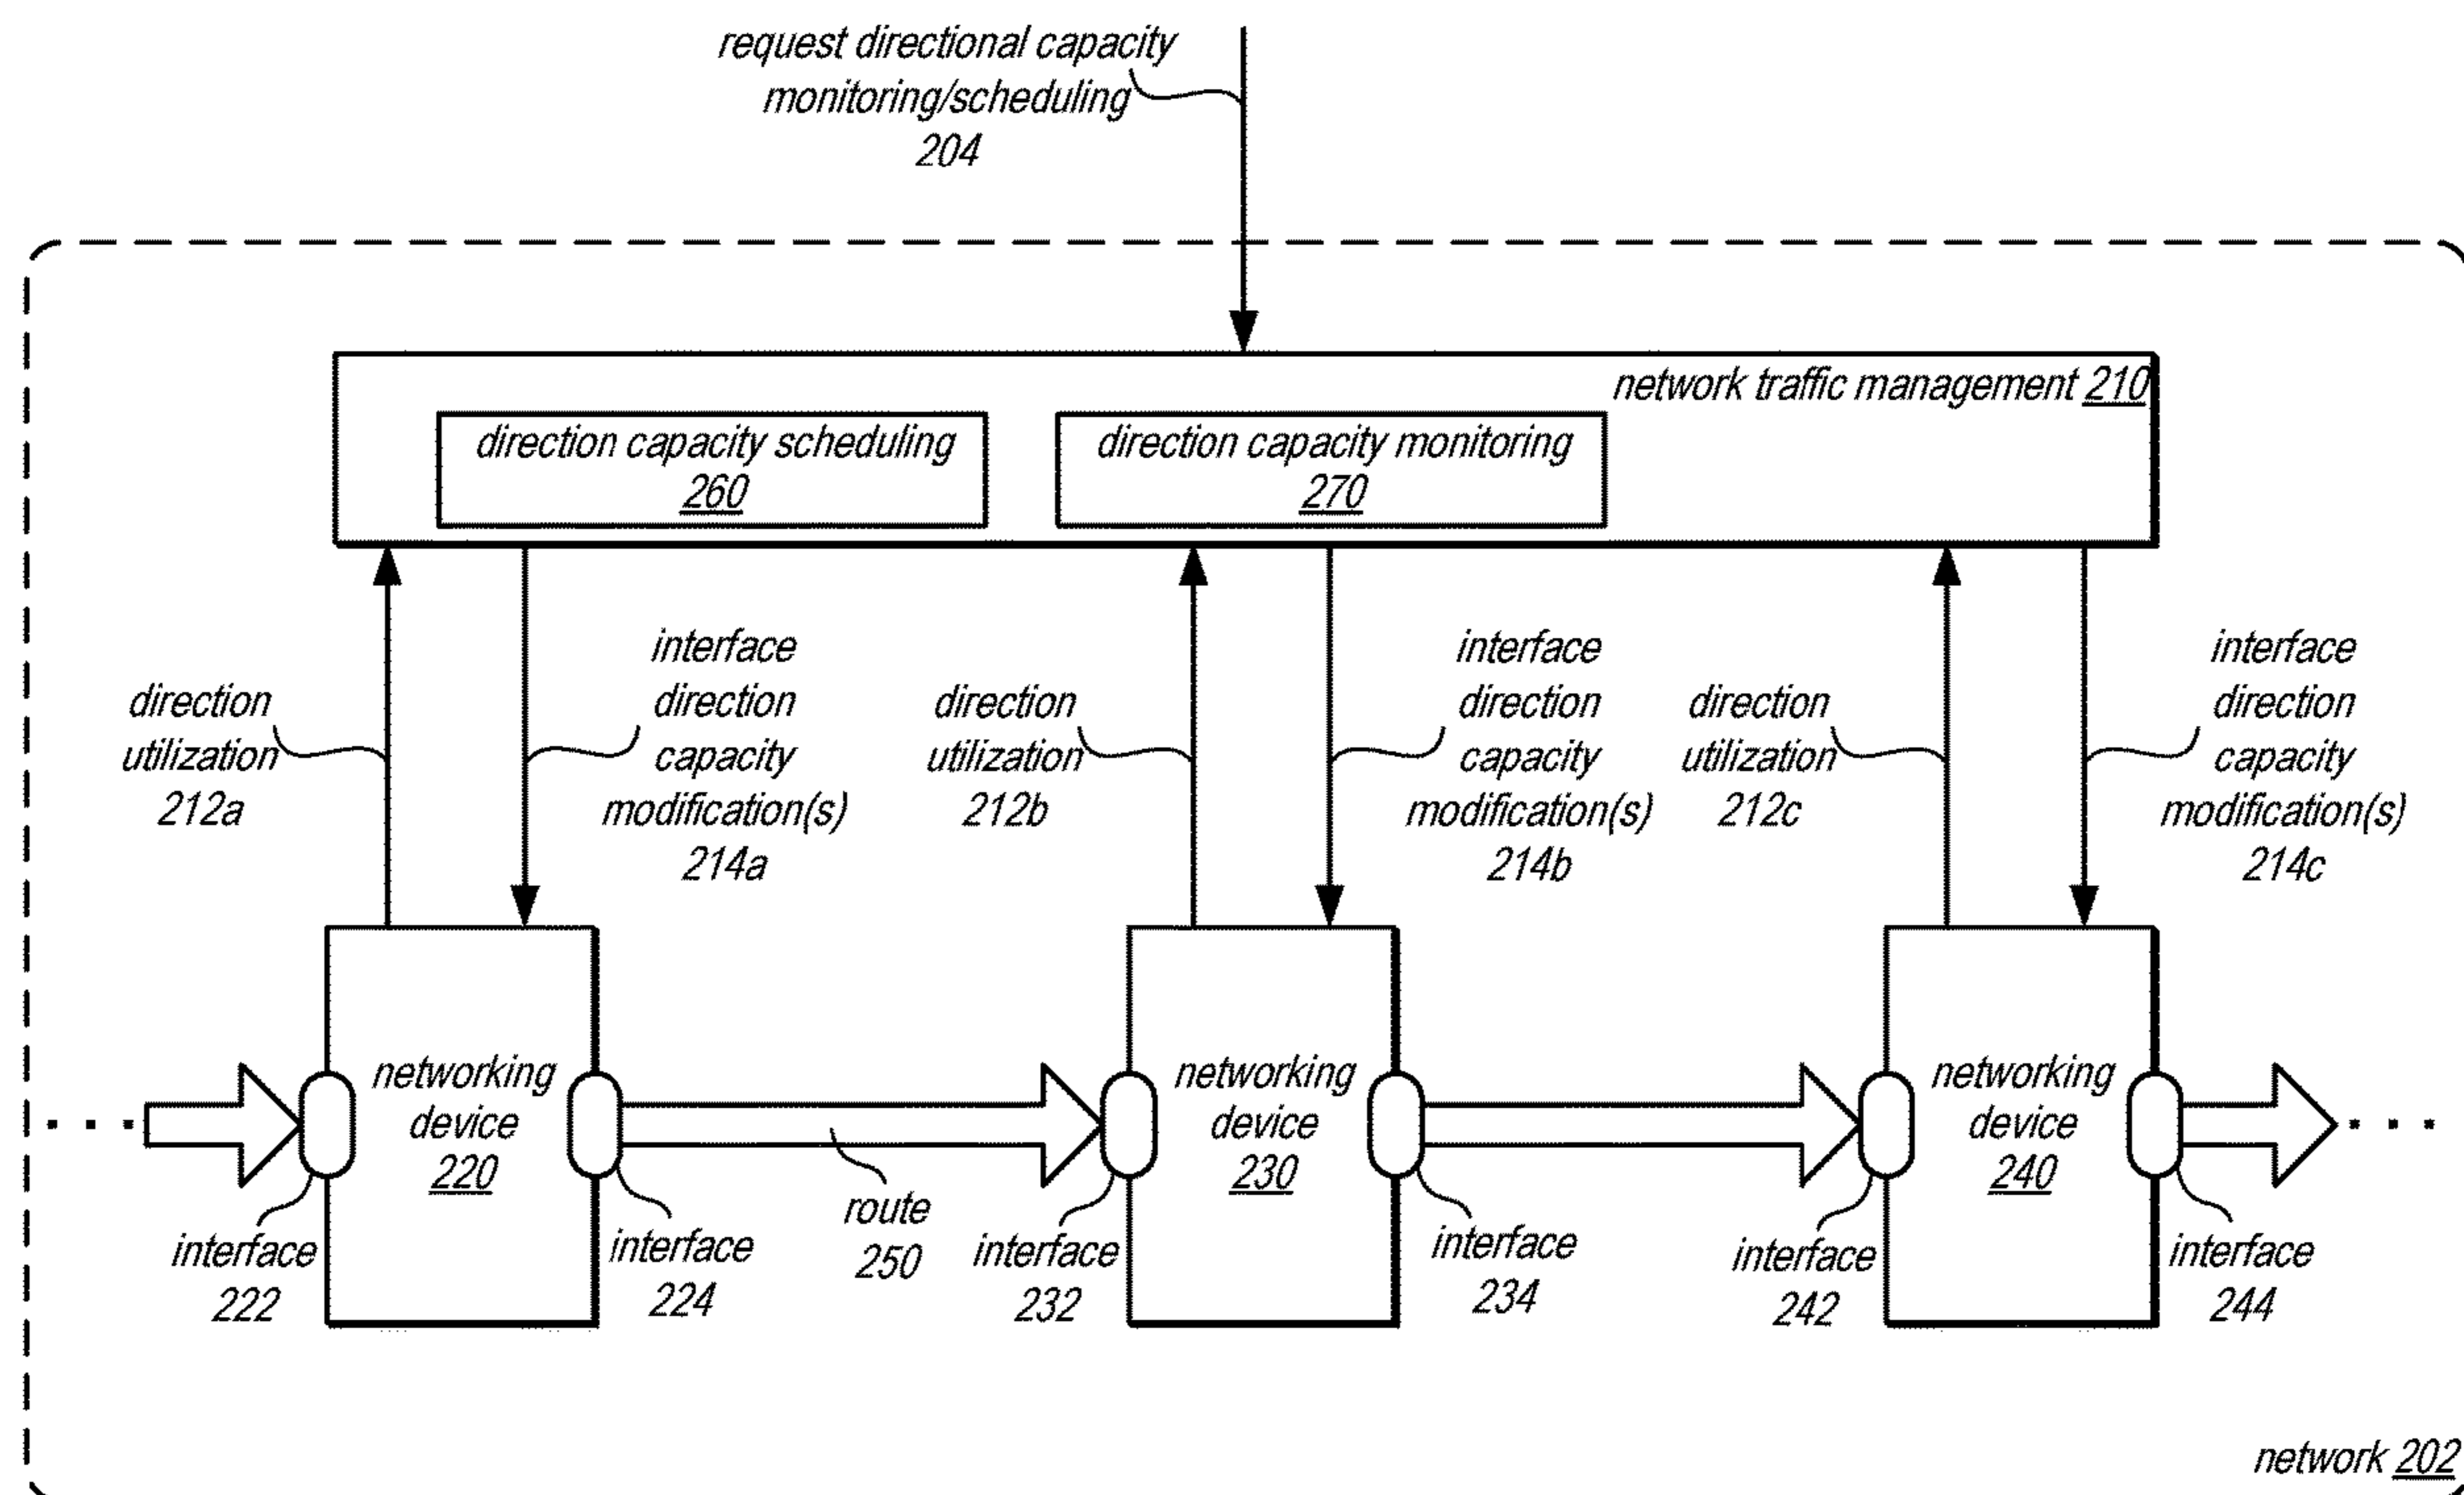 request directional capacity
monitoring/scheduling
204
network traffic management 210
direction capacity scheduling
260
direction capacity monitoring
270
direction
utilization
212a
interface
direction
capacity
modification(s)
214a
direction
utilization
212b
interface
direction
capacity
modification(s)
214b
direction
utilization
212c
interface
direction
capacity
modification(s)
214c
networking
device
220
networking
device
230
networking
device
240
interface
222
interface
224
route
250
interface
232
interface
234
interface
242
interface
244
network 202